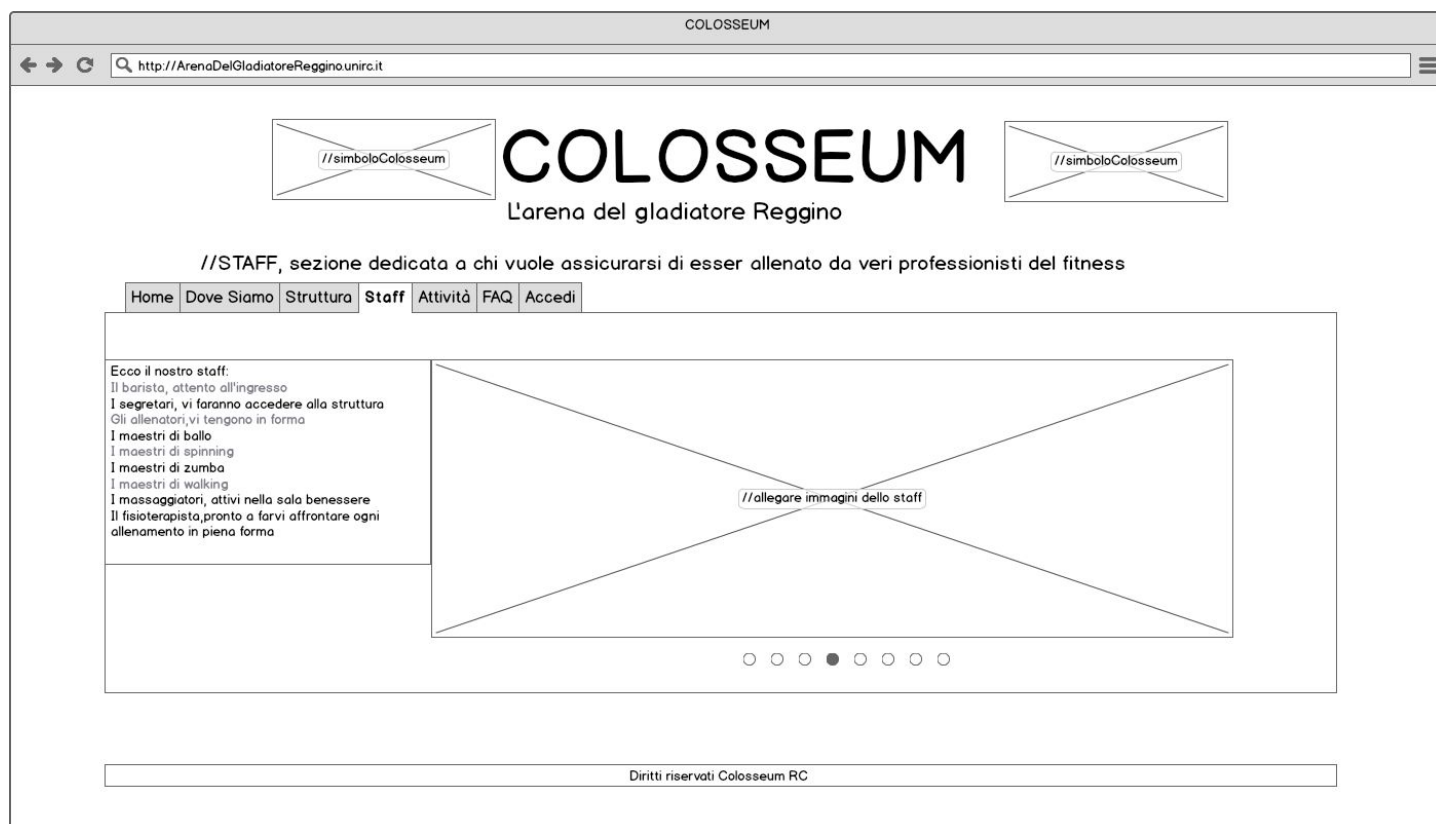 COLOSSEUM
http://ArenaDelGladiatoreReggino.unirc.it
//simboloColosseum
COLOSSEUM
//simboloColosseum
L'arena del gladiatore Reggino
//STAFF, sezione dedicata a chi vuole assicurarsi di esser allenato da veri professionisti del fitness
Home Dove Siamo Struttura Staff Attività FAQ Accedi
Ecco il nostro staff:
Il barista, attento all'ingresso
I segretari, vi faranno accedere alla struttura
Gli allenatori,vi tengono in forma
I maestri di ballo
I maestri di spinning
I maestri di zumba
I maestri di walking
I massaggiatori, attivi nella sala benessere
Il fisioterapista,pronto a farvi affrontare ogni
allenamento in piena forma
//allegare immagini dello staff
Diritti riservati Colosseum RC